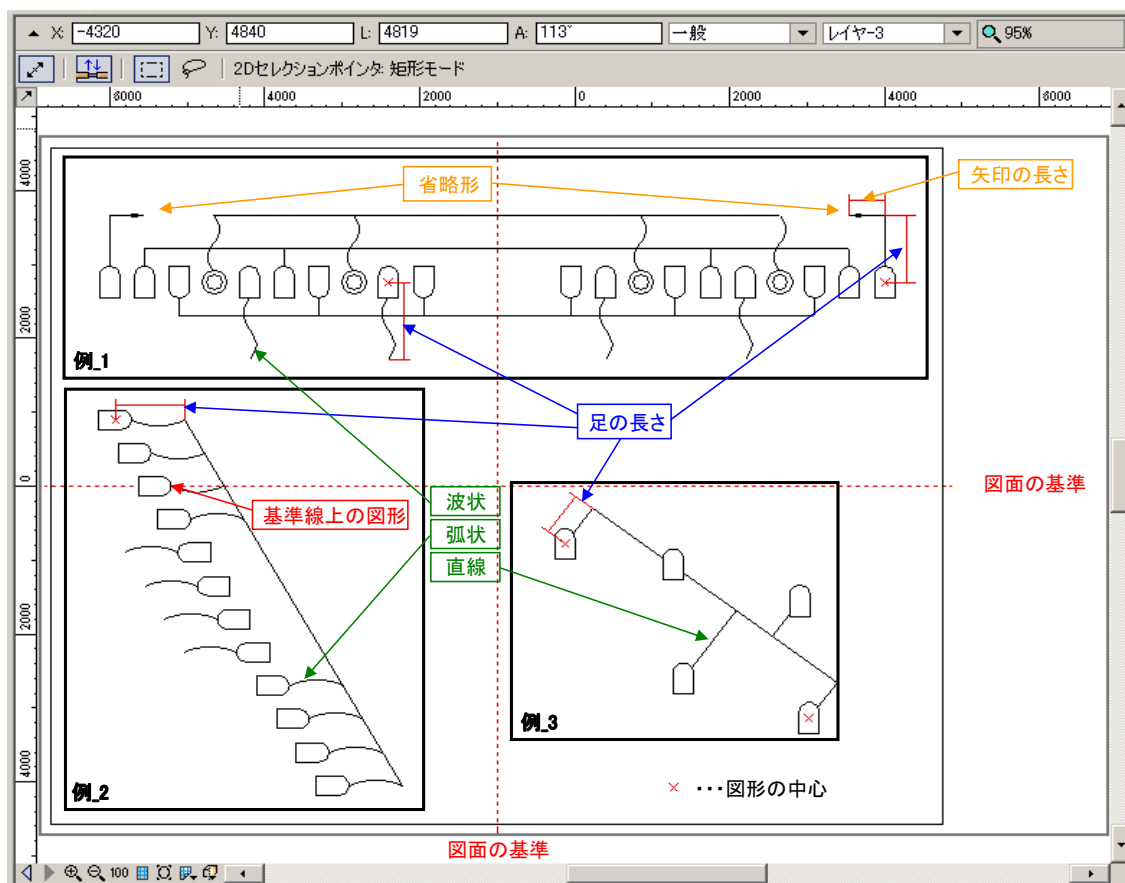 X: -4320 Y: 4840 L: 4819 A: 113° 一般 レイヤ-3 95%
2Dセレクションポインタ: 矩形モード
6000 4000 2000 0 2000 4000 6000
4000
2000
0
2000
4000
省略形
矢印の長さ
例_1
足の長さ
図面の基準
基準線上の図形
波状
弧状
直線
例_3
例_2
× ・・・図形の中心
図面の基準
100